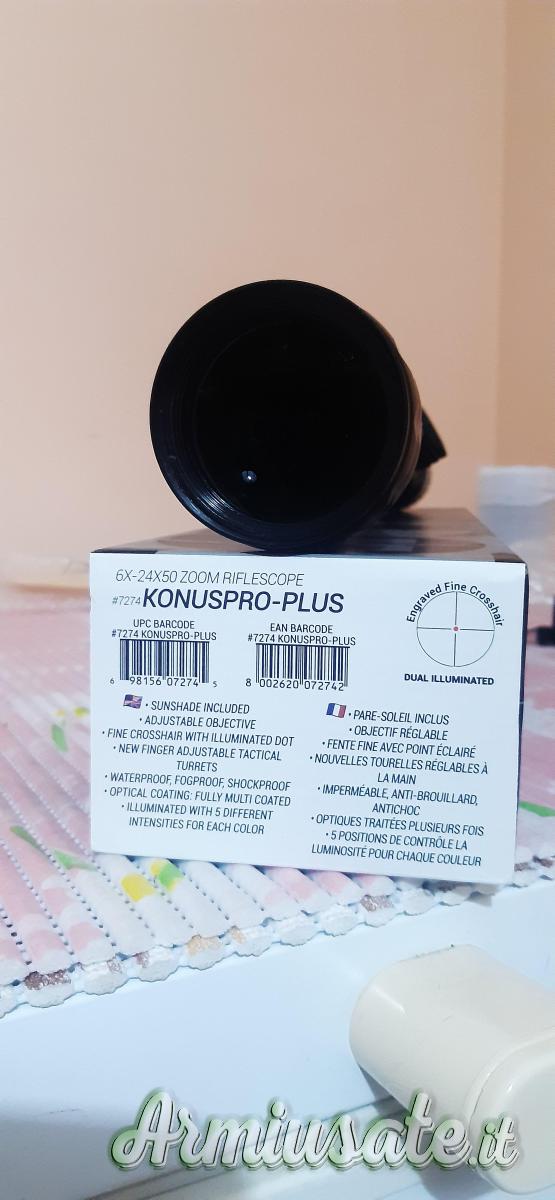 6X-24X50 ZOOM RIFLESCOPE
#7274 KONUSPRO-PLUS
UPC BARCODE
#7274 KONUSPRO-PLUS
6 98156 07274 5
EAN BARCODE
#7274 KONUSPRO-PLUS
8 002620 072742
Engraved Fine Crosshair
DUAL ILLUMINATED
• SUNSHADE INCLUDED
• ADJUSTABLE OBJECTIVE
• FINE CROSSHAIR WITH ILLUMINATED DOT
• NEW FINGER ADJUSTABLE TACTICAL
TURRETS
• WATERPROOF, FOGPROOF, SHOCKPROOF
• OPTICAL COATING: FULLY MULTI COATED
• ILLUMINATED WITH 5 DIFFERENT
INTENSITIES FOR EACH COLOR
• PARE-SOLEIL INCLUS
• OBJECTIF RÉGLABLE
• FENTE FINE AVEC POINT ÉCLAIRÉ
• NOUVELLES TOURELLES RÉGLABLES À
LA MAIN
• IMPERMÉABLE, ANTI-BROUILLARD,
ANTICHOC
• OPTIQUES TRAITÉES PLUSIEURS FOIS
• 5 POSITIONS DE CONTRÔLE LA
LUMINOSITÉ POUR CHAQUE COULEUR
Armiusate.it